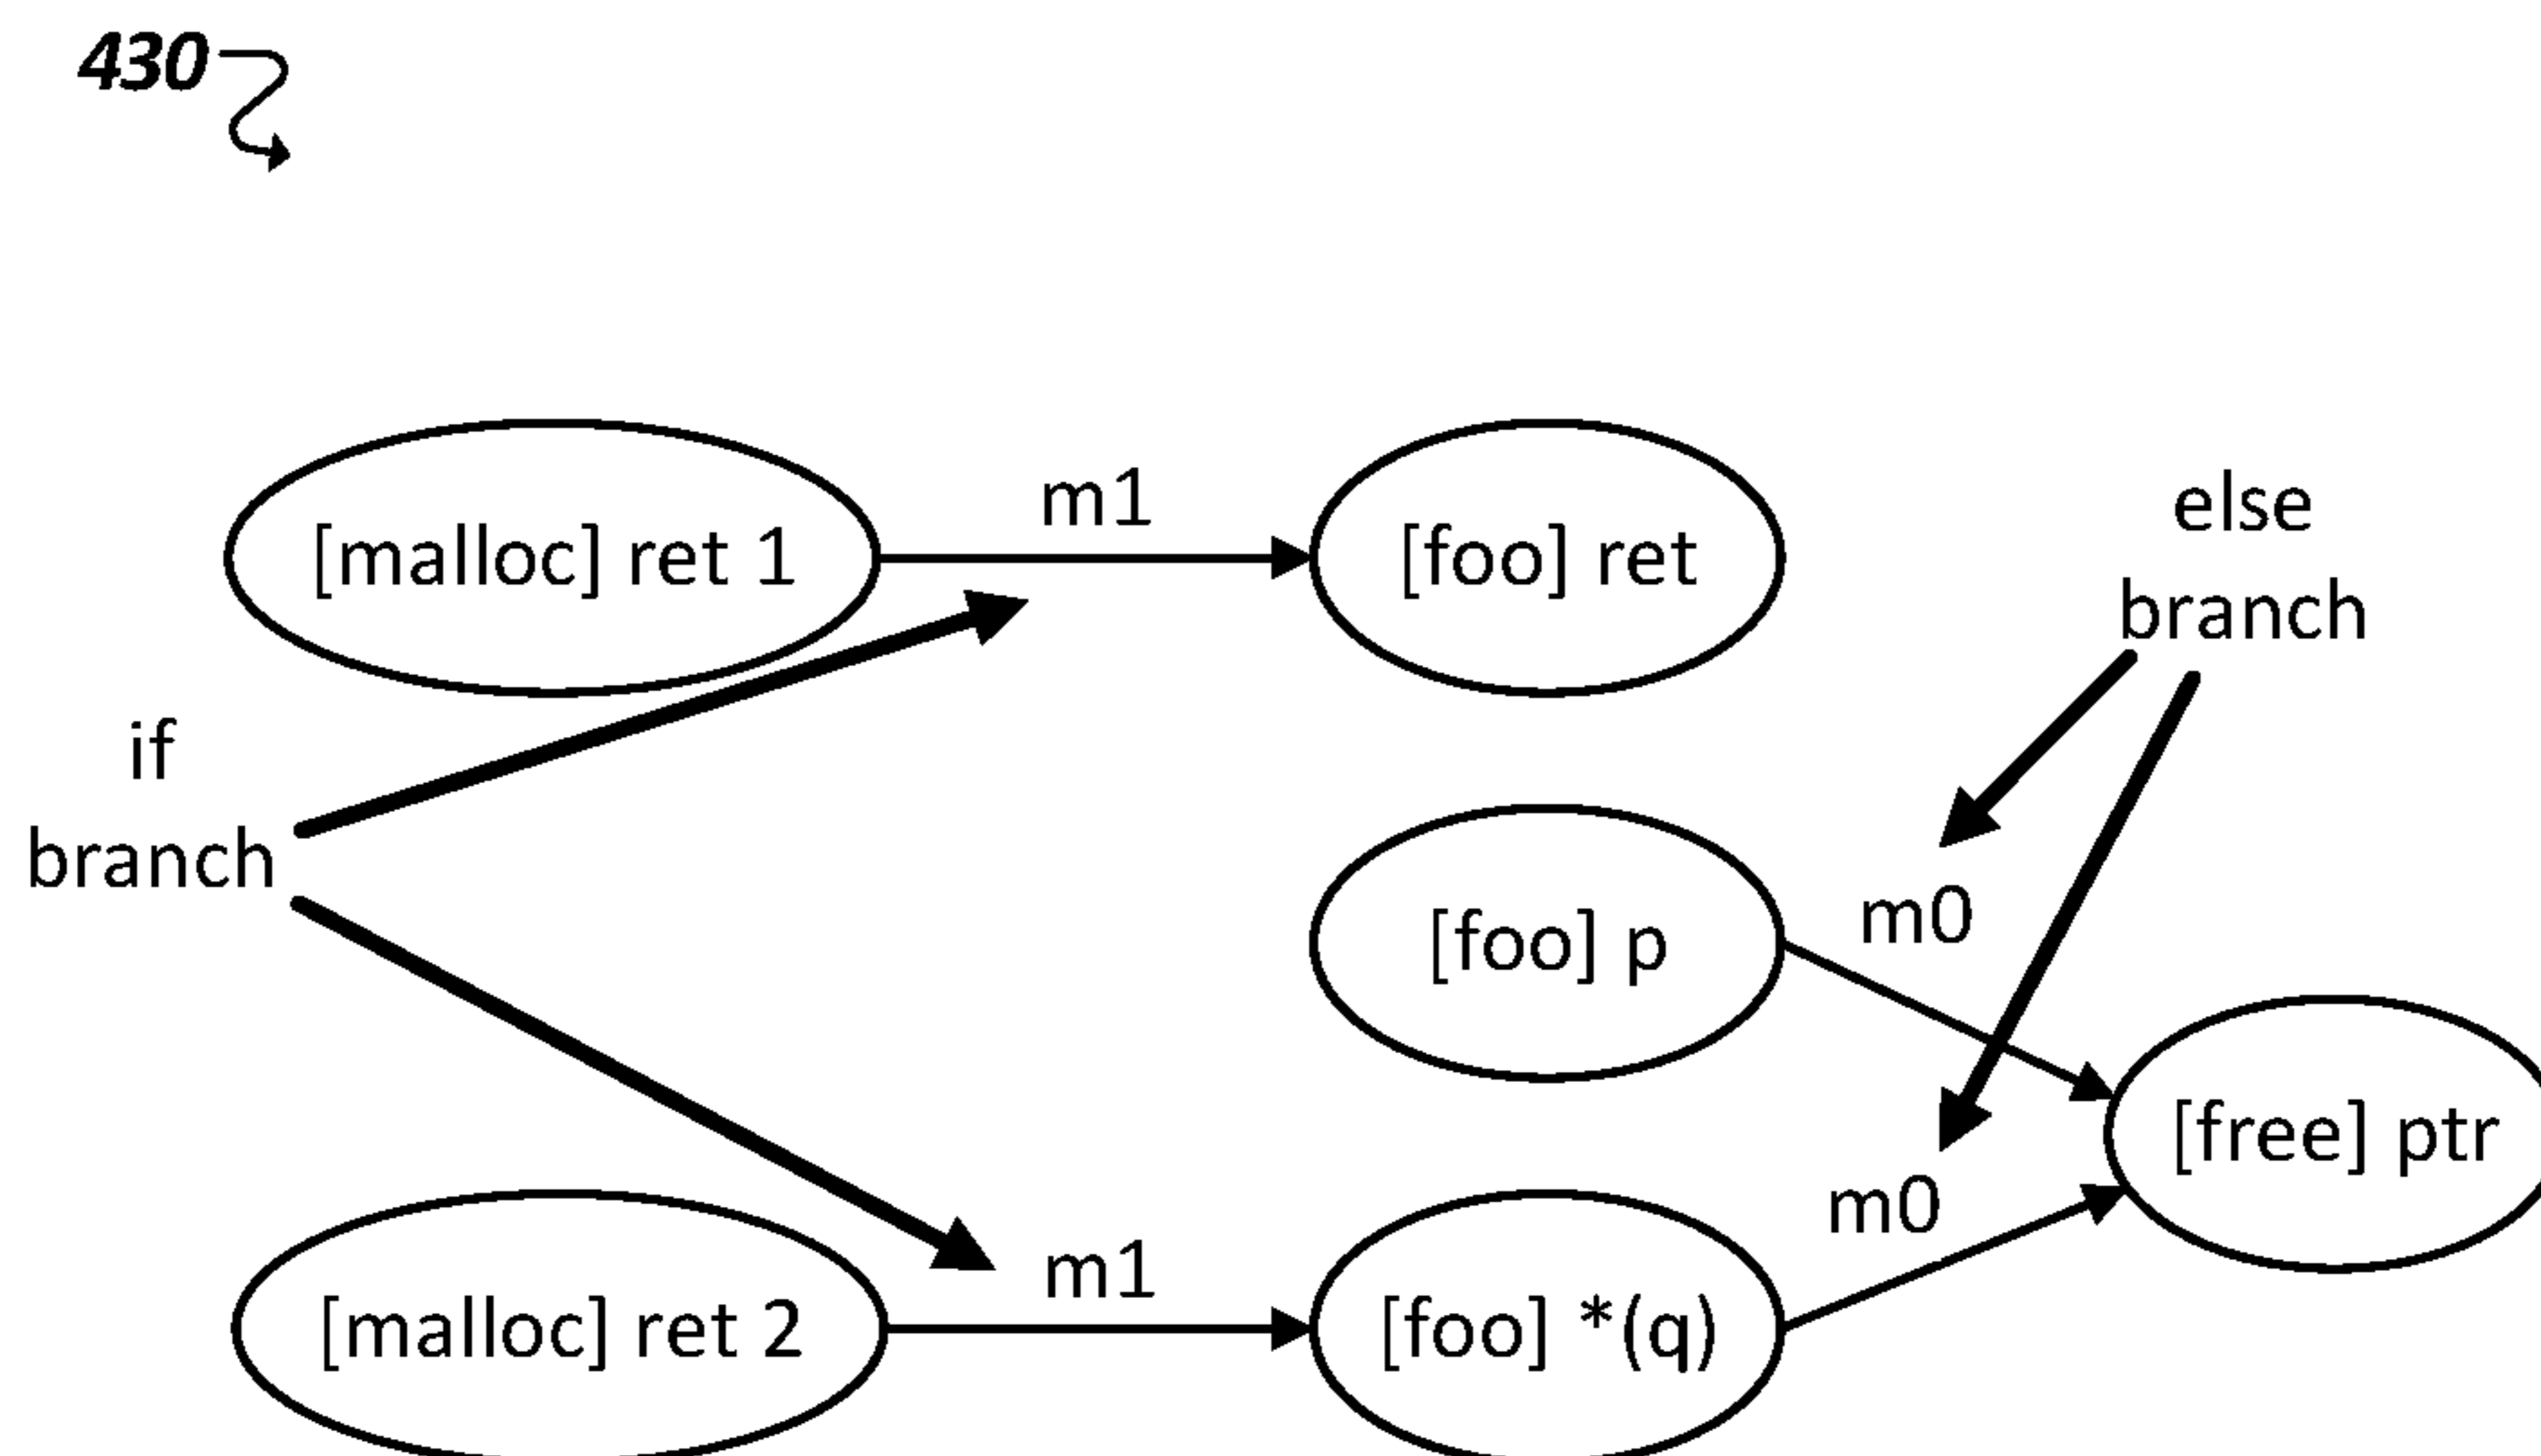 430
[malloc] ret 1
m1
[foo] ret
else
branch
if
branch
[foo] p
m0
[free] ptr
m0
[malloc] ret 2
m1
[foo] *(q)